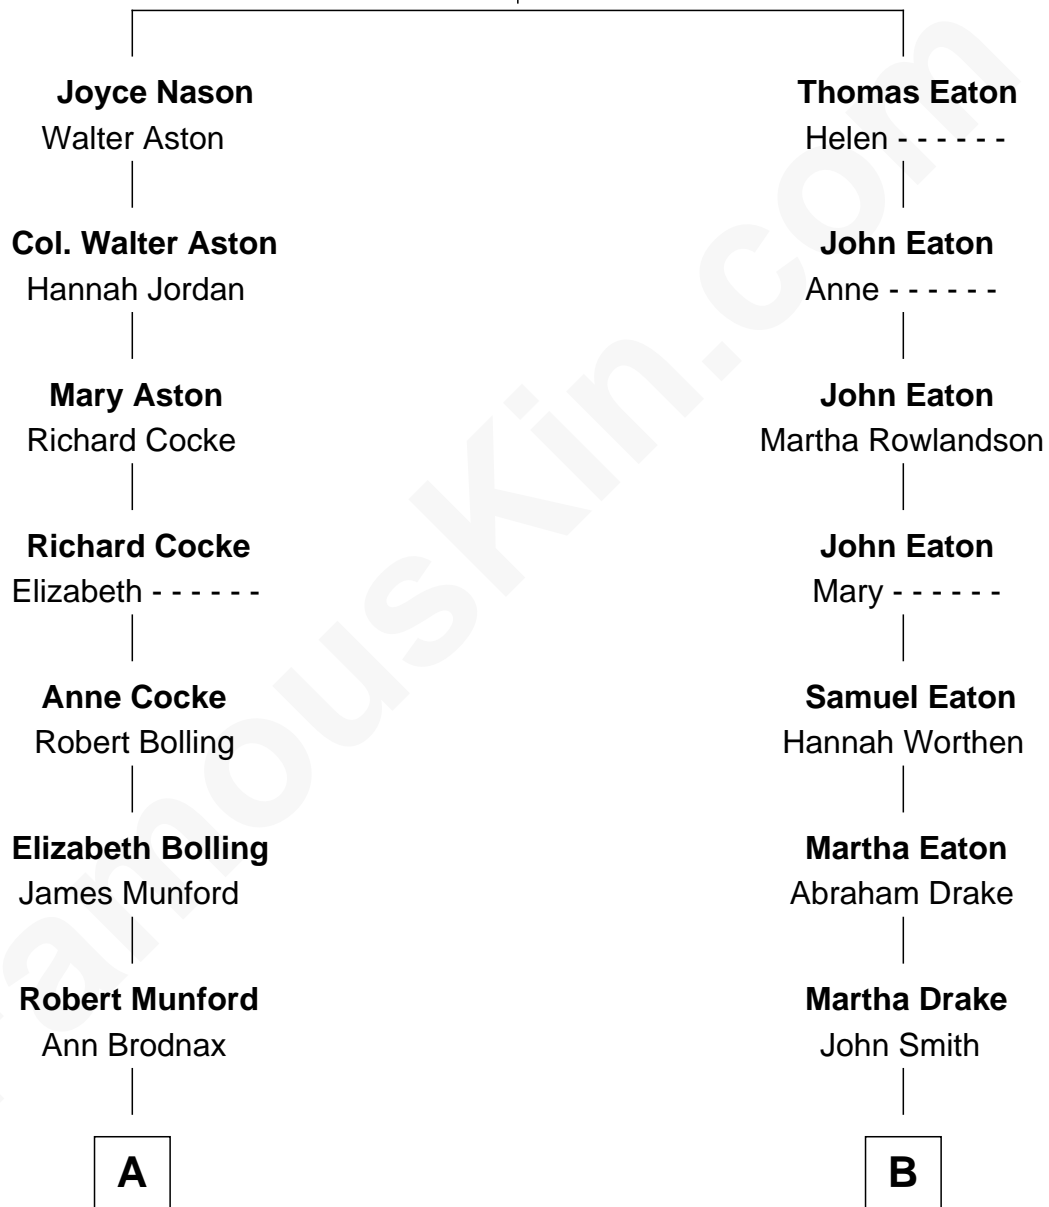 Joyce Nason
Walter Aston
Thomas Eaton
Helen - - - - - -
Col. Walter Aston
Hannah Jordan
John Eaton
Anne - - - - - -
Mary Aston
Richard Cocke
John Eaton
Martha Rowlandson
Richard Cocke
Elizabeth - - - - - -
John Eaton
Mary - - - - - -
Anne Cocke
Robert Bolling
Samuel Eaton
Hannah Worthen
Elizabeth Bolling
James Munford
Martha Eaton
Abraham Drake
Robert Munford
Ann Brodnax
Martha Drake
John Smith
A
B
amouskin.com